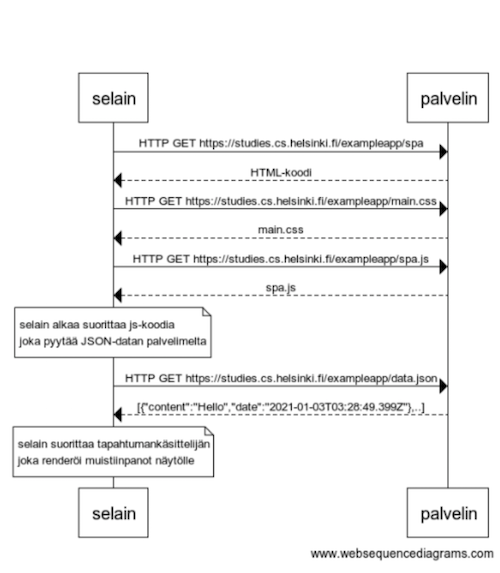 selain palvelin
HTTP GET https://studies.cs.helsinki.fi/exampleapp/spa
HTML-koodi
HTTP GET https://studies.cs.helsinki.fi/exampleapp/main.css
main.css
HTTP GET https://studies.cs.helsinki.fi/exampleapp/spa.js
spa.js
selain alkaa suorittaa js-koodia
joka pyytää JSON-datan palvelimelta
HTTP GET https://studies.cs.helsinki.fi/exampleapp/data.json
[{"content":"Hello","date":"2021-01-03T03:28:49.399Z"},..]
selain suorittaa tapahtumankäsittelijän
joka renderöi muistiinpanot näytölle
selain palvelin
www.websequencediagrams.com